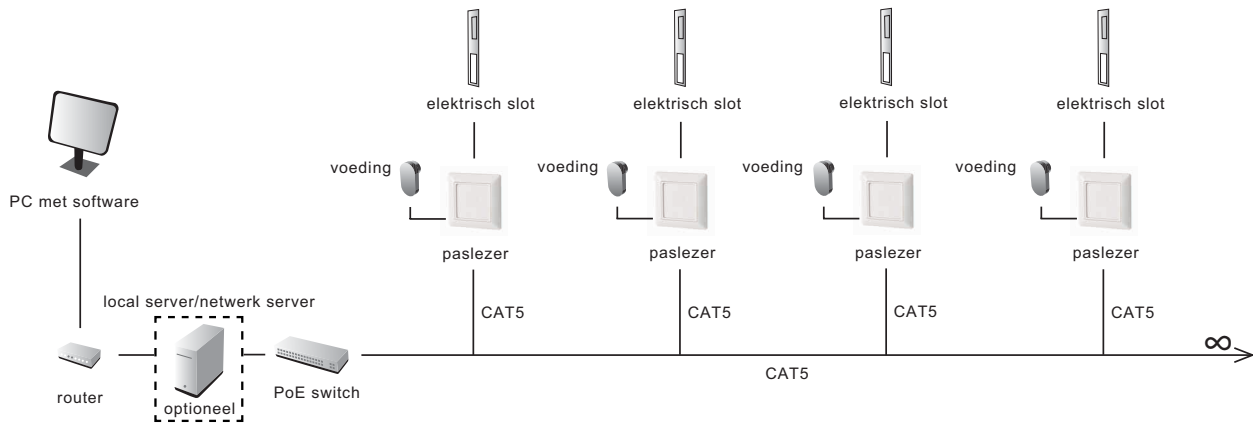 elektrisch slot
elektrisch slot
elektrisch slot
elektrisch slot
voeding
voeding
voeding
voeding
PC met software
paslezer
paslezer
paslezer
paslezer
local server/netwerk server
CAT5
CAT5
CAT5
CAT5
∞
CAT5
router
optioneel
PoE switch